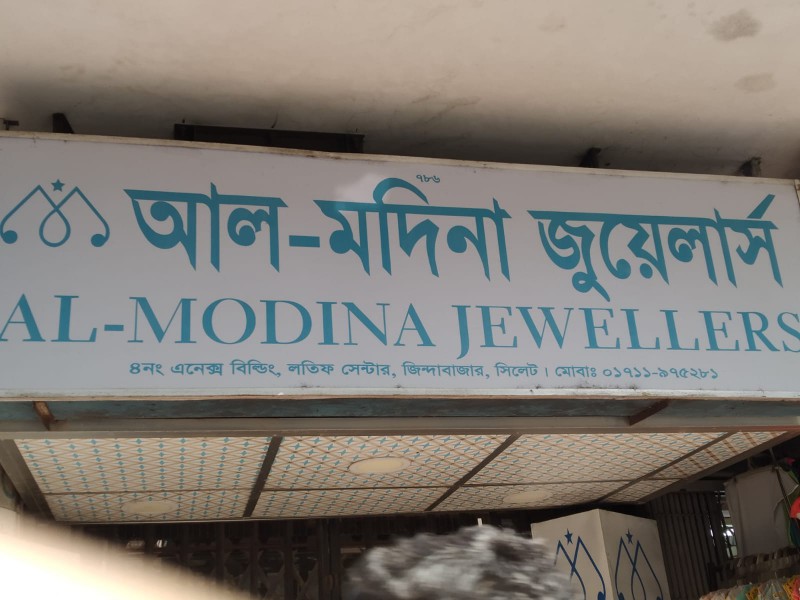 ৭৮৬
আল-মদিনা জুয়েলার্স
AL-MODINA JEWELLERS
৪নং এনেক্স বিল্ডিং, লতিফ সেন্টার, জিন্দাবাজার, সিলেট। মোবাঃ ০১৭১১-৯৭৫২৮১